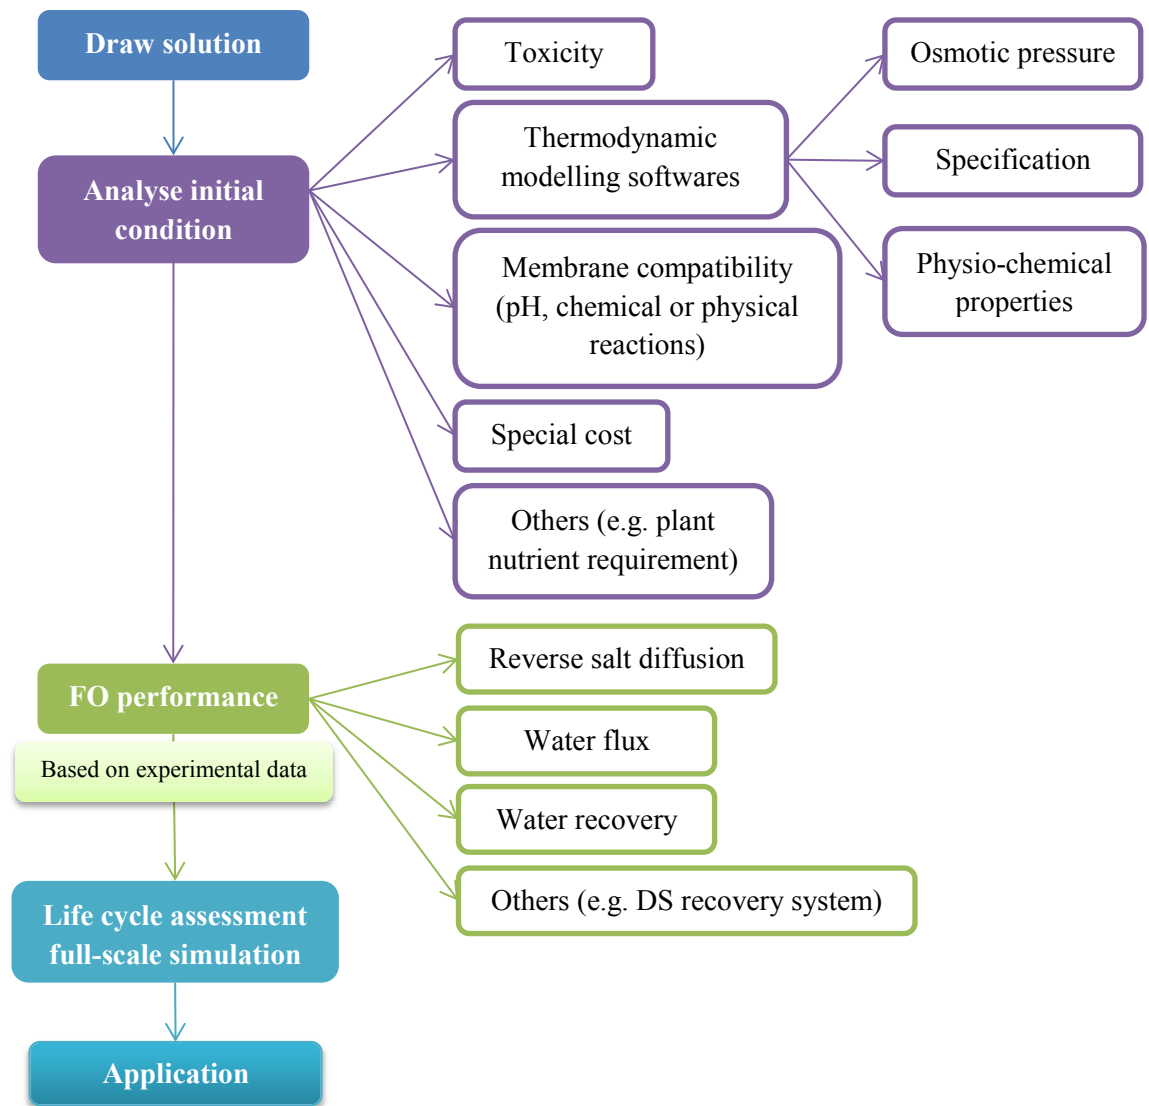 Draw solution
Analyse initial
condition
Toxicity
Thermodynamic
modelling softwares
Osmotic pressure
Specification
Physio-chemical
properties
Membrane compatibility
(pH, chemical or physical
reactions)
Special cost
Others (e.g. plant
nutrient requirement)
FO performance
Based on experimental data
Reverse salt diffusion
Water flux
Water recovery
Others (e.g. DS recovery system)
Life cycle assessment
full-scale simulation
Application